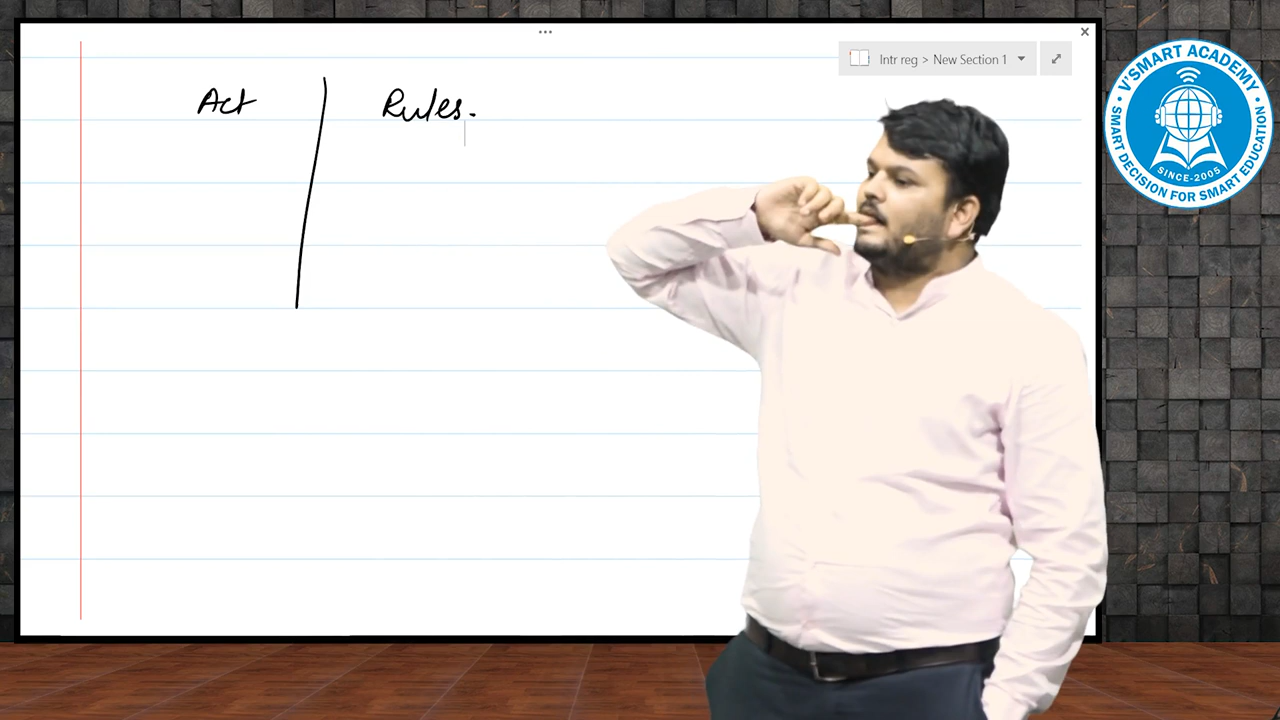 Intr reg > New Section 1
Act
Rules.
V'SMART ACADEMY
SINCE-2005
SMART DECISION FOR SMART EDUCATION